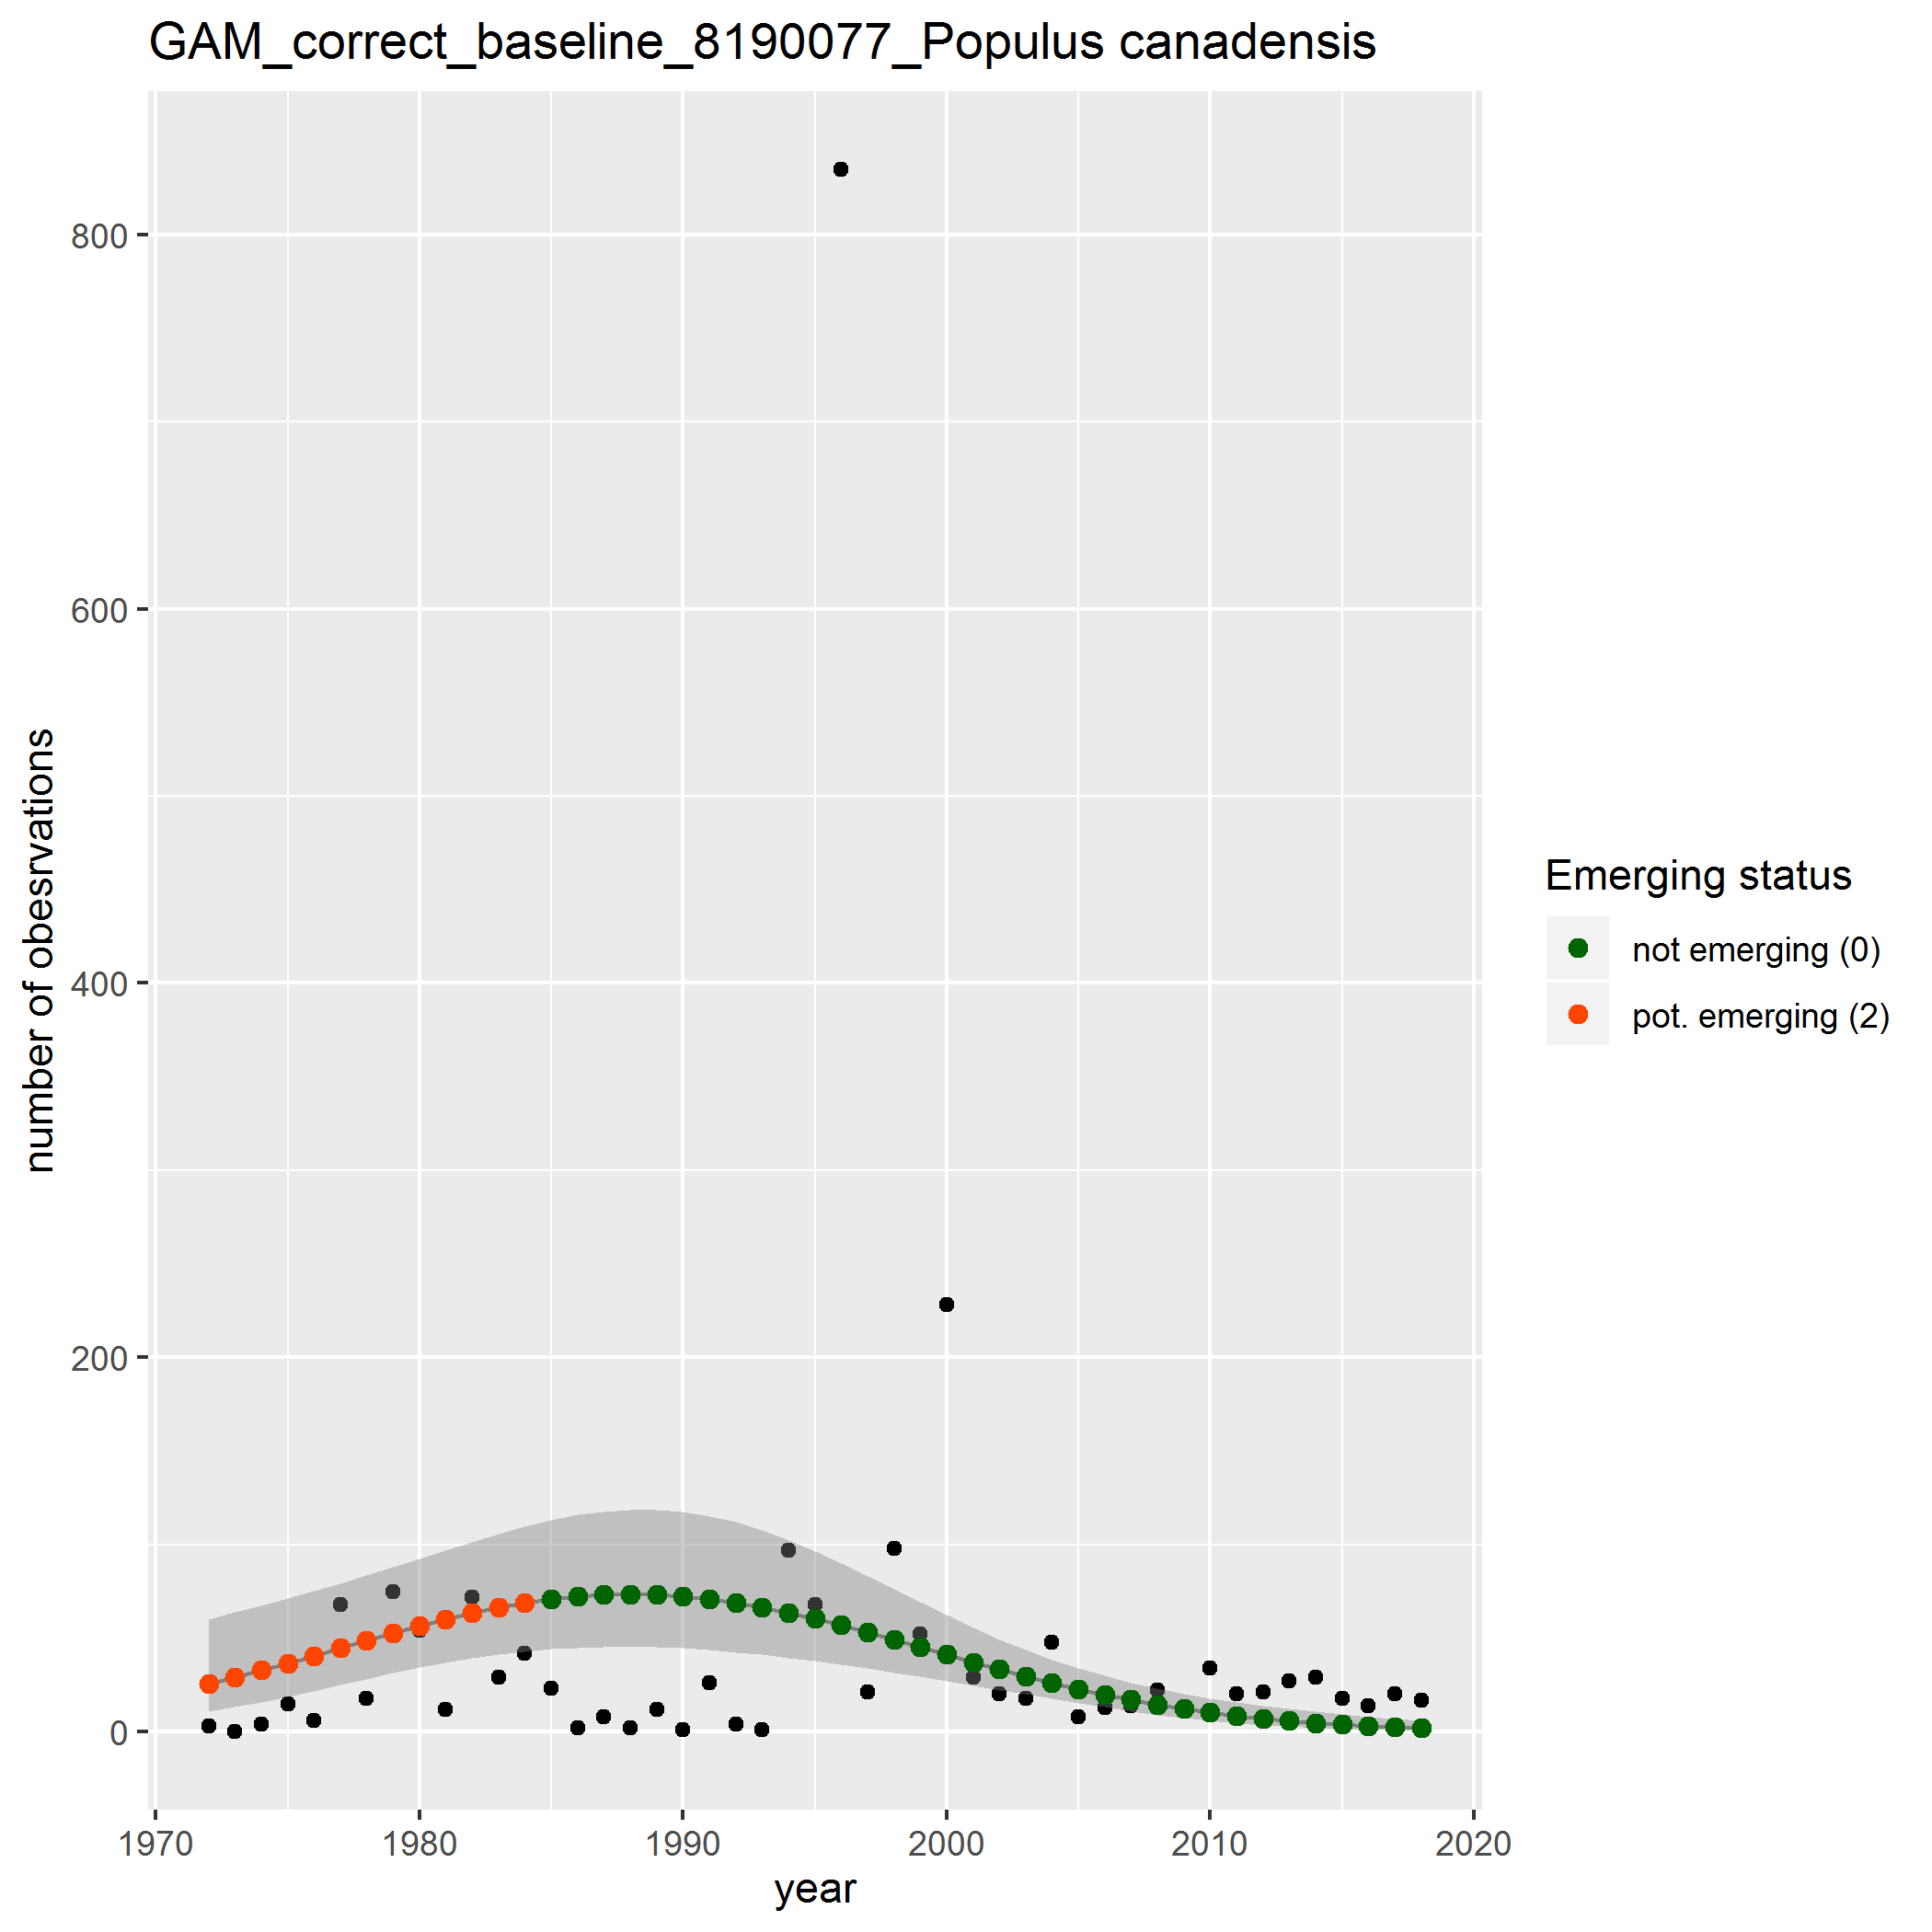 GAM_correct_baseline_8190077_Populus canadensis
800
600
400
200
0
number of obesrvations
1970
1980
1990
2000
2010
2020
year
Emerging status
not emerging (0)
pot. emerging (2)